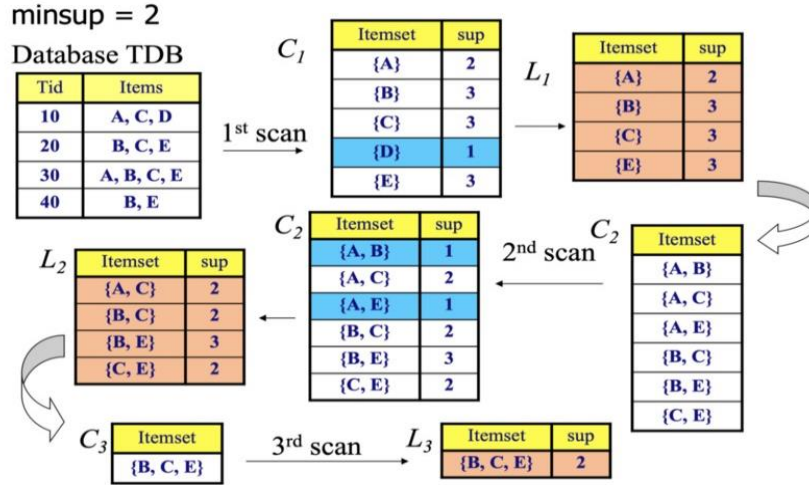 minsup = 2
Database TDB
Tid Items
10 A, C, D
20 B, C, E
30 A, B, C, E
40 B, E
1st scan
C1
Itemset sup
{A} 2
{B} 3
{C} 3
{D} 1
{E} 3
L1
Itemset sup
{A} 2
{B} 3
{C} 3
{E} 3
C2
Itemset
{A, B}
{A, C}
{A, E}
{B, C}
{B, E}
{C, E}
2nd scan
C2
Itemset sup
{A, B} 1
{A, C} 2
{A, E} 1
{B, C} 2
{B, E} 3
{C, E} 2
L2
Itemset sup
{A, C} 2
{B, C} 2
{B, E} 3
{C, E} 2
C3
Itemset
{B, C, E}
3rd scan
L3
Itemset sup
{B, C, E} 2